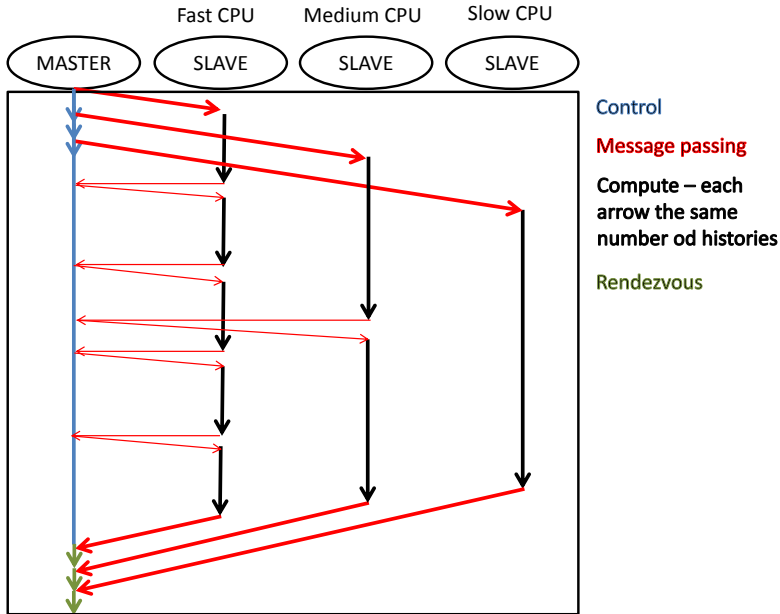 Fast CPU
Medium CPU
Slow CPU
MASTER
SLAVE
SLAVE
SLAVE
Control
Message passing
Compute – each
arrow the same
number od histories
Rendezvous